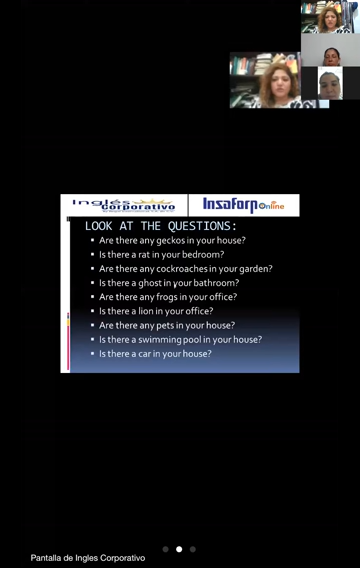 Inglés
Corporativo
Insaforp
Online
LOOK AT THE QUESTIONS:
Are there any geckos in your house?
Is there a rat in your bedroom?
Are there any cockroaches in your garden?
Is there a ghost in your bathroom?
Are there any frogs in your office?
Is there a lion in your office?
Are there any pets in your house?
Is there a swimming pool in your house?
Is there a car in your house?
Pantalla de Ingles Corporativo